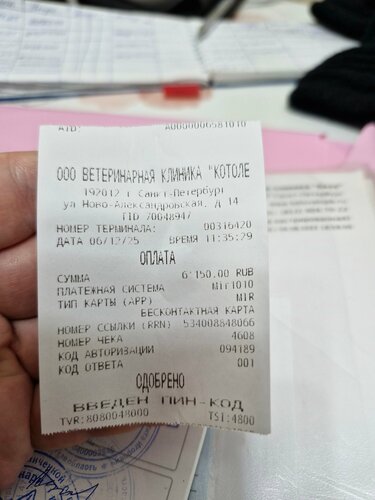 AID: A0000006581010
ООО ВЕТЕРИНАРНАЯ КЛИНИКА "КОТОЛЕ
192012 г Санкт-Петербург
ул Ново-Александровская, Д 14
TID 70048947
НОМЕР ТЕРМИНАЛА: 00316420
ДАТА 06/12/25 ВРЕМЯ 11:35:29
ОПЛАТА
СУММА 6'150.00 RUB
ПЛАТЕЖНАЯ СИСТЕМА Mir1010
ТИП КАРТЫ (APP) MIR
БЕСКОНТАКТНАЯ КАРТА
НОМЕР ССЫЛКИ (RRN) 534008848066
НОМЕР ЧЕКА 4608
КОД АВТОРИЗАЦИИ 094189
КОД ОТВЕТА 001
ОДОБРЕНО
ВВЕДЕН ПИН-КОД
TVR:8080048000 TSI:4800